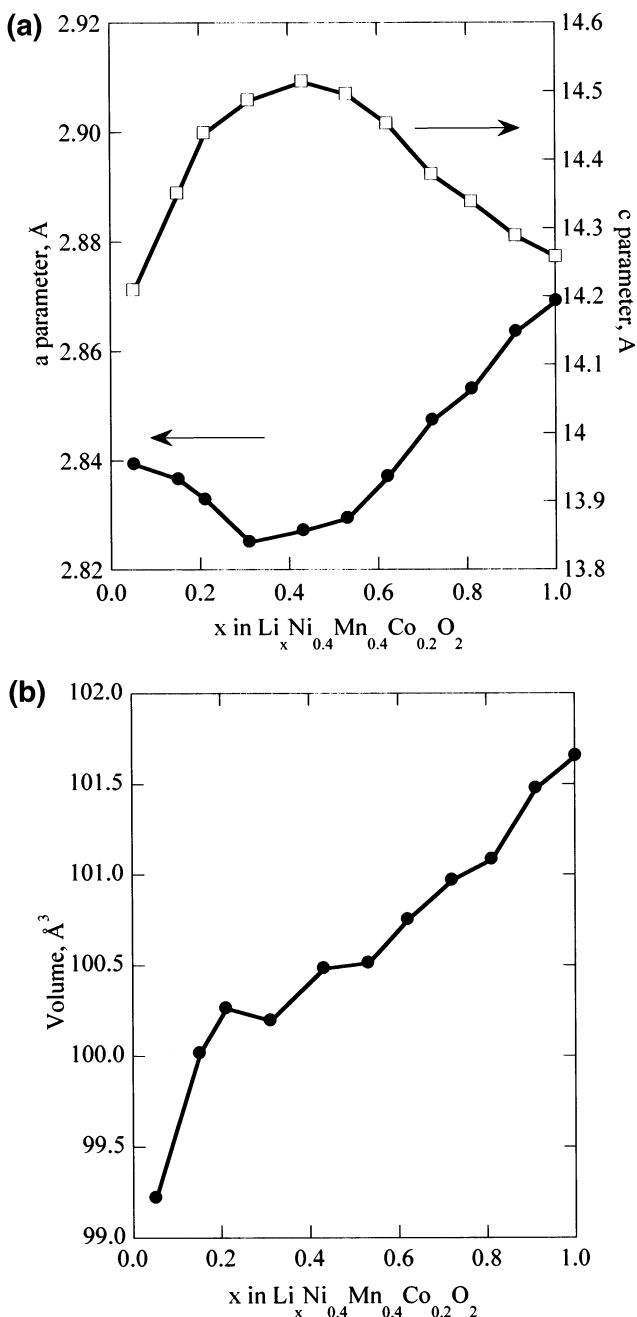 (a)
2.92
2.90
2.88
2.86
2.84
2.82
a parameter, Å
14.6
14.5
14.4
14.3
14.2
14.1
14
13.9
13.8
c parameter, A
0.0 0.2 0.4 0.6 0.8 1.0
x in LixNi0.4Mn0.4Co0.2O2
(b)
102.0
101.5
101.0
100.5
100.0
99.5
99.0
Volume, Å3
0.0 0.2 0.4 0.6 0.8 1.0
x in LixNi0.4Mn0.4Co0.2O2